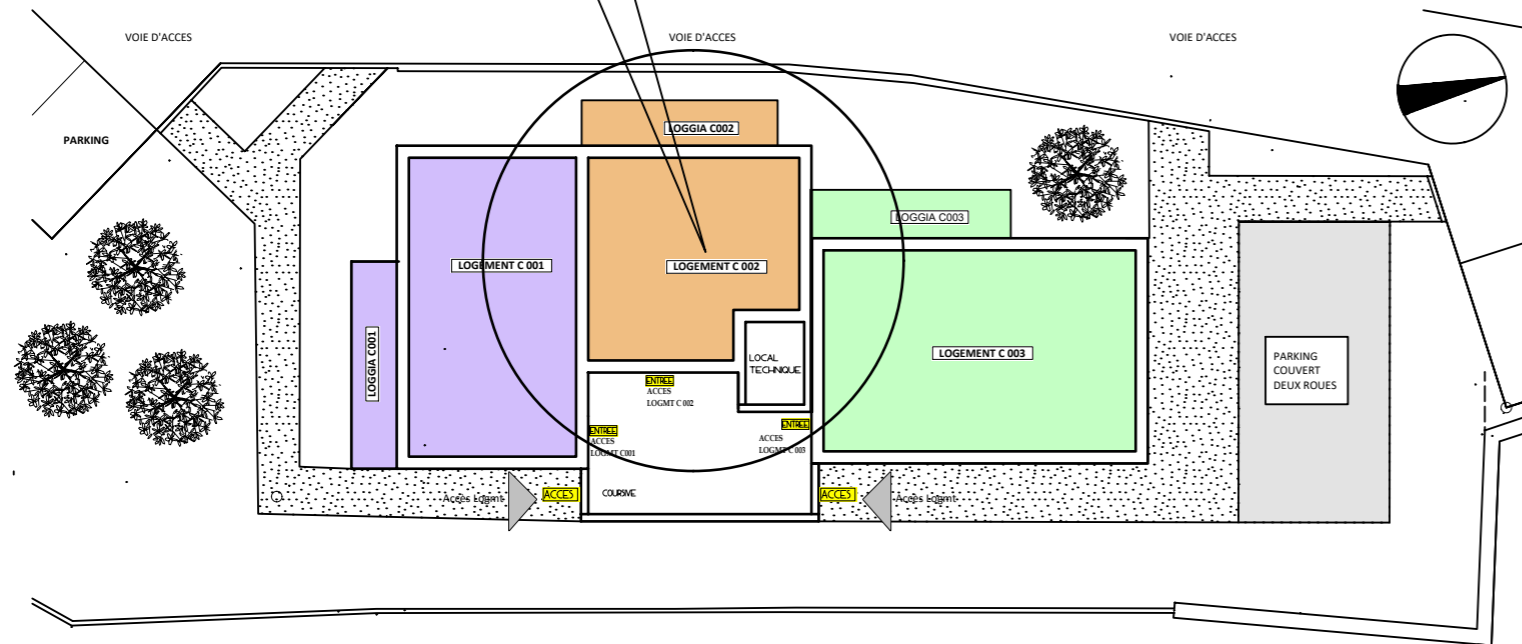 VOIE D'ACCES
VOIE D'ACCES
VOIE D'ACCES
PARKING
LOGGIA C002
LOGGIA C003
LOGEMENT C 001
LOGEMENT C 002
LOGGIA C001
LOGEMENT C 003
LOCAL
TECHNIQUE
PARKING
COUVERT
DEUX ROUES
ENTREE
ACCES
LOGMT C 002
ENTREE
ACCES
LOGMT C001
ENTREE
ACCES
LOGMT C 003
Accès Logmt
ACCES
COURSIVE
ACCES
Accès Logmt